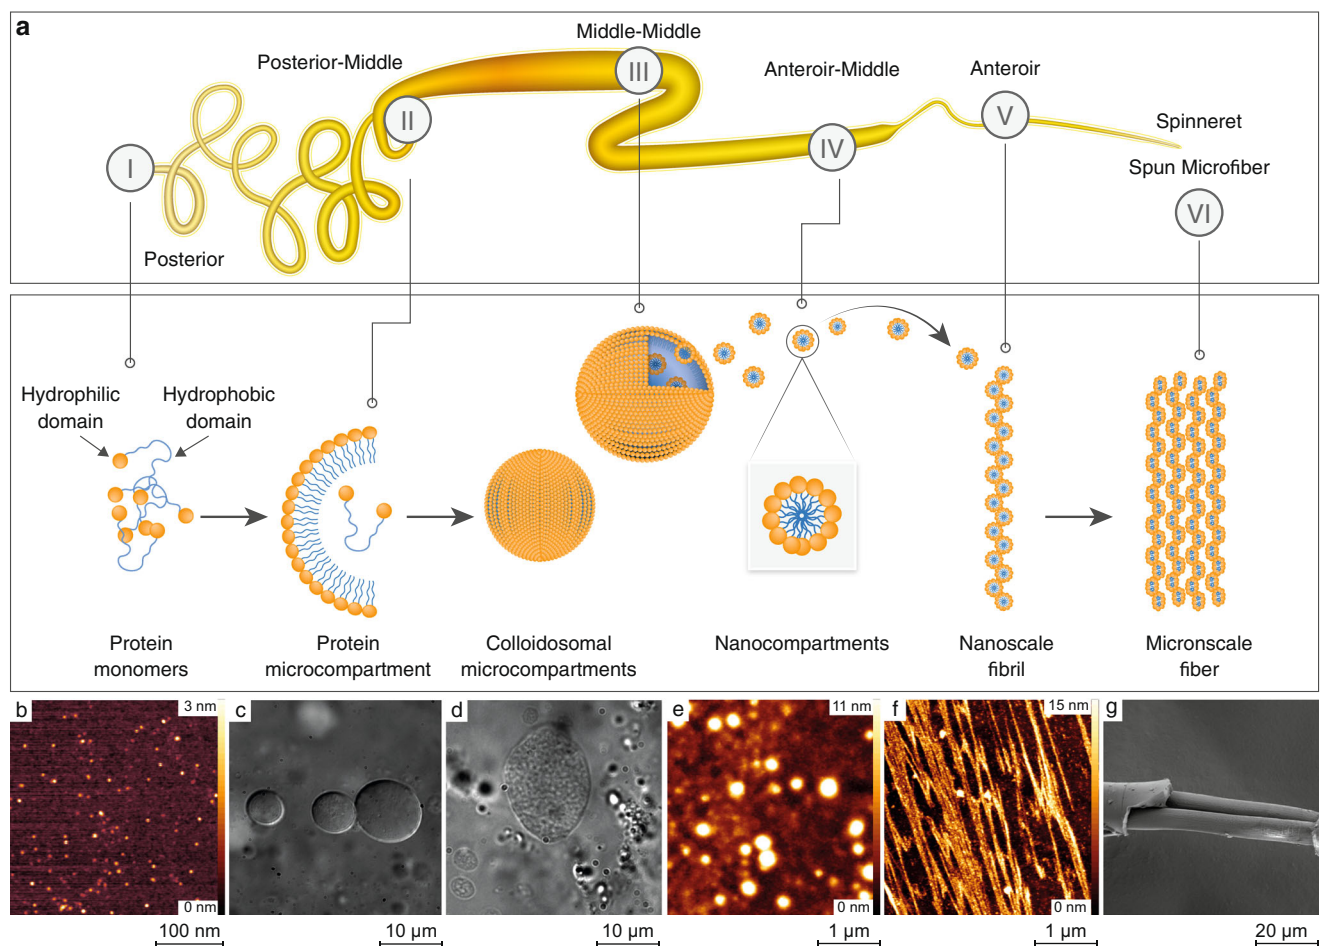 a
Middle-Middle
Posterior-Middle
Anteroir-Middle
Anteroir
Spinneret
Spun Microfiber
I
II
III
IV
V
VI
Posterior
Hydrophilic
domain
Hydrophobic
domain
Protein
monomers
Protein
microcompartment
Colloidosomal
microcompartments
Nanocompartments
Nanoscale
fibril
Micronscale
fiber
b
3 nm
0 nm
100 nm
c
10 µm
d
10 µm
e
11 nm
0 nm
1 µm
f
15 nm
0 nm
1 µm
g
20 µm